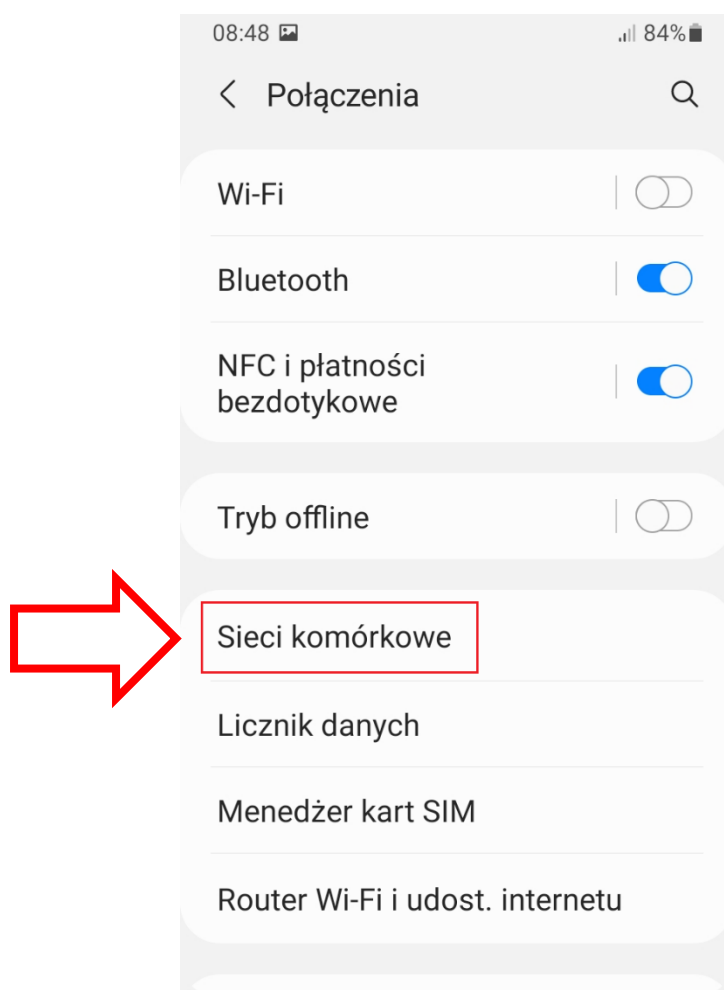 08:48 84%
Połączenia
Wi-Fi
Bluetooth
NFC i płatności
bezdotykowe
Tryb offline
Sieci komórkowe
Licznik danych
Menedżer kart SIM
Router Wi-Fi i udost. internetu